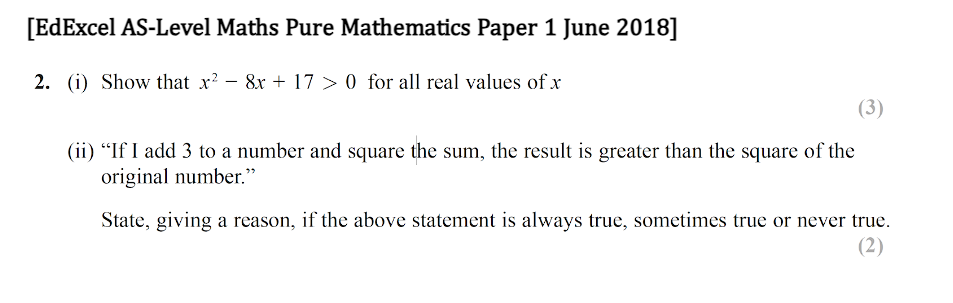 [EdExcel AS-Level Maths Pure Mathematics Paper 1 June 2018]
2. (i) Show that x² − 8x + 17 > 0 for all real values of x
(3)
(ii) “If I add 3 to a number and square the sum, the result is greater than the square of the
original number.”
State, giving a reason, if the above statement is always true, sometimes true or never true.
(2)